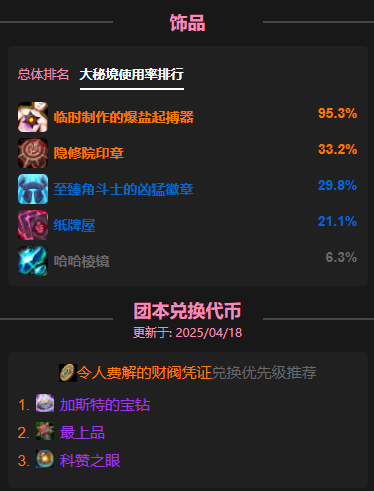 饰品
总体排名 大秘境使用率排行
临时制作的爆盐起搏器 95.3%
隐修院印章 33.2%
至臻角斗士的凶猛徽章 29.8%
纸牌屋 21.1%
哈哈棱镜 6.3%
团本兑换代币
更新于: 2025/04/18
令人费解的财阀凭证兑换优先级推荐
1. 加斯特的宝钻
2. 最上品
3. 科赞之眼